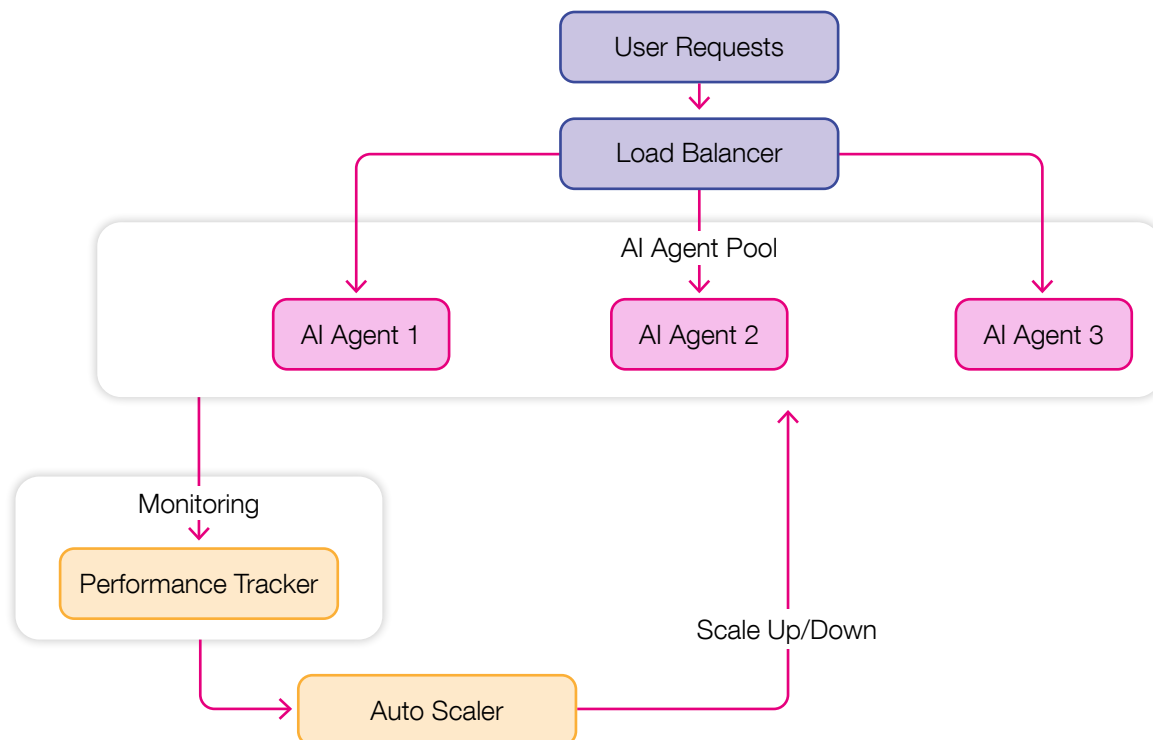 User Requests
Load Balancer
AI Agent Pool
AI Agent 1
AI Agent 2
AI Agent 3
Monitoring
Performance Tracker
Scale Up/Down
Auto Scaler